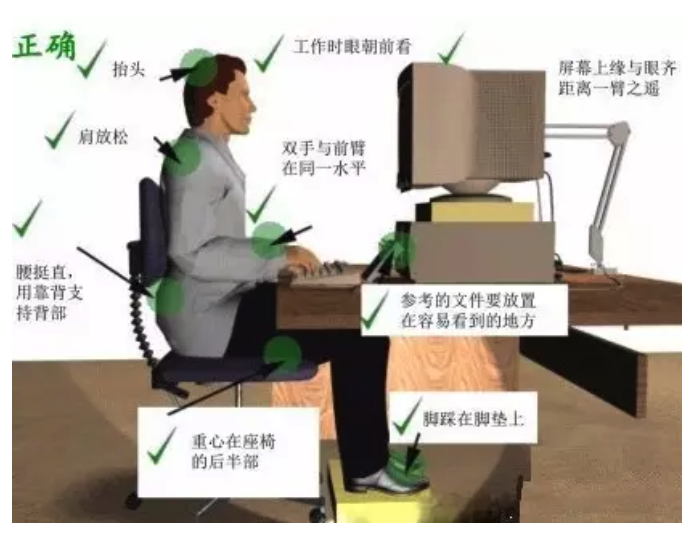 正确
抬头
工作时眼朝前看
屏幕上缘与眼齐
距离一臂之遥
肩放松
双手与前臂
在同一水平
腰挺直,
用靠背支
持背部
参考的文件要放置
在容易看到的地方
脚踩在脚垫上
重心在座椅
的后半部